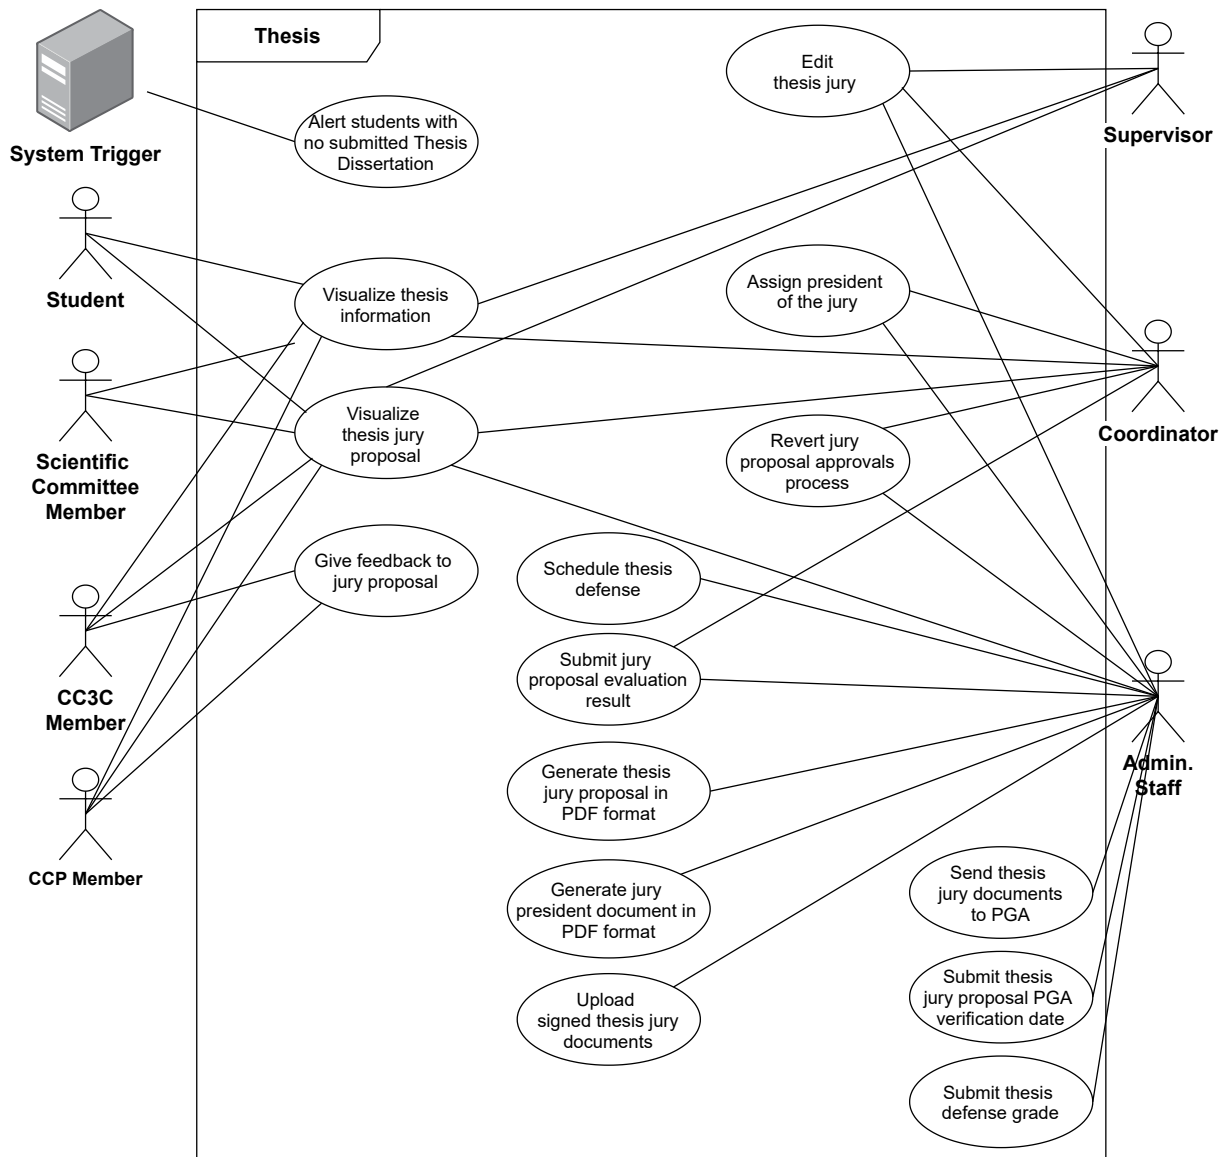 Thesis
System Trigger
Alert students with
no submitted Thesis
Dissertation
Edit
thesis jury
Supervisor
Student
Visualize thesis
information
Assign president
of the jury
Scientific
Committee
Member
Visualize
thesis jury
proposal
Revert jury
proposal approvals
process
Coordinator
CC3C
Member
Give feedback to
jury proposal
Schedule thesis
defense
Submit jury
proposal evaluation
result
Admin.
Staff
CCP Member
Generate thesis
jury proposal in
PDF format
Generate jury
president document in
PDF format
Send thesis
jury documents
to PGA
Upload
signed thesis jury
documents
Submit thesis
jury proposal PGA
verification date
Submit thesis
defense grade